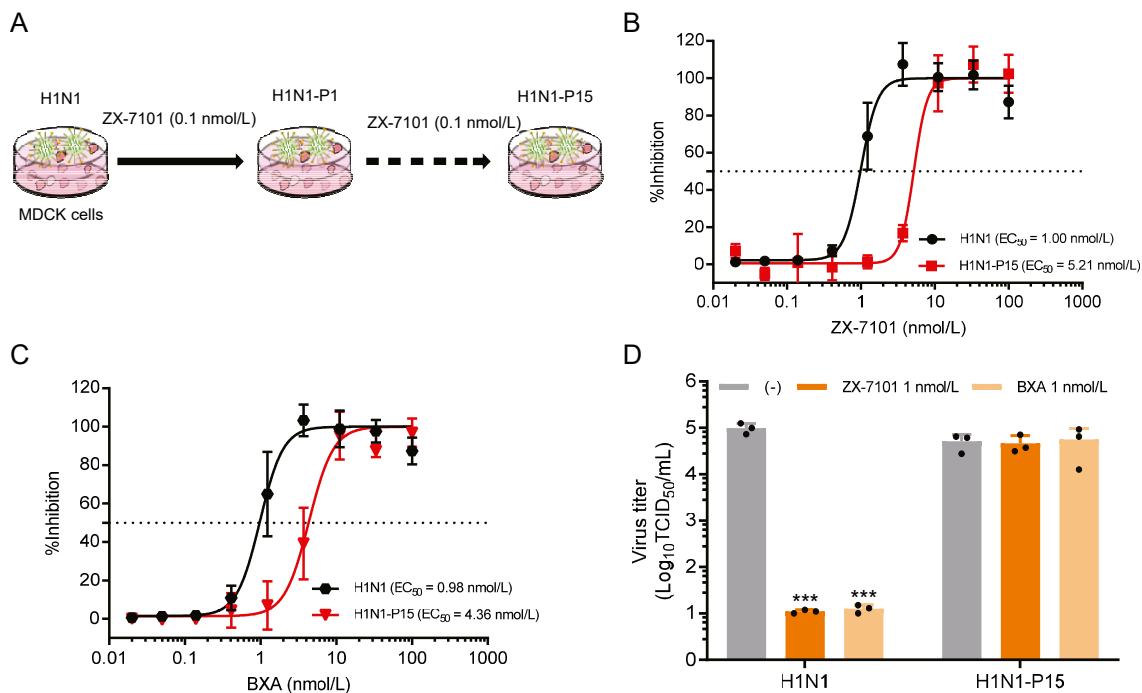 A
H1N1
ZX-7101 (0.1 nmol/L)
H1N1-P1
ZX-7101 (0.1 nmol/L)
H1N1-P15
MDCK cells
B
120
100
80
60
40
20
0
%Inhibition
H1N1 (EC50 = 1.00 nmol/L)
H1N1-P15 (EC50 = 5.21 nmol/L)
0.01 0.1 1 10 100 1000
ZX-7101 (nmol/L)
C
120
100
80
60
40
20
0
%Inhibition
H1N1 (EC50 = 0.98 nmol/L)
H1N1-P15 (EC50 = 4.36 nmol/L)
0.01 0.1 1 10 100 1000
BXA (nmol/L)
D
(-) ZX-7101 1 nmol/L BXA 1 nmol/L
6
5
4
3
2
1
0
Virus titer
(Log10TCID50/mL)
*** ***
H1N1 H1N1-P15